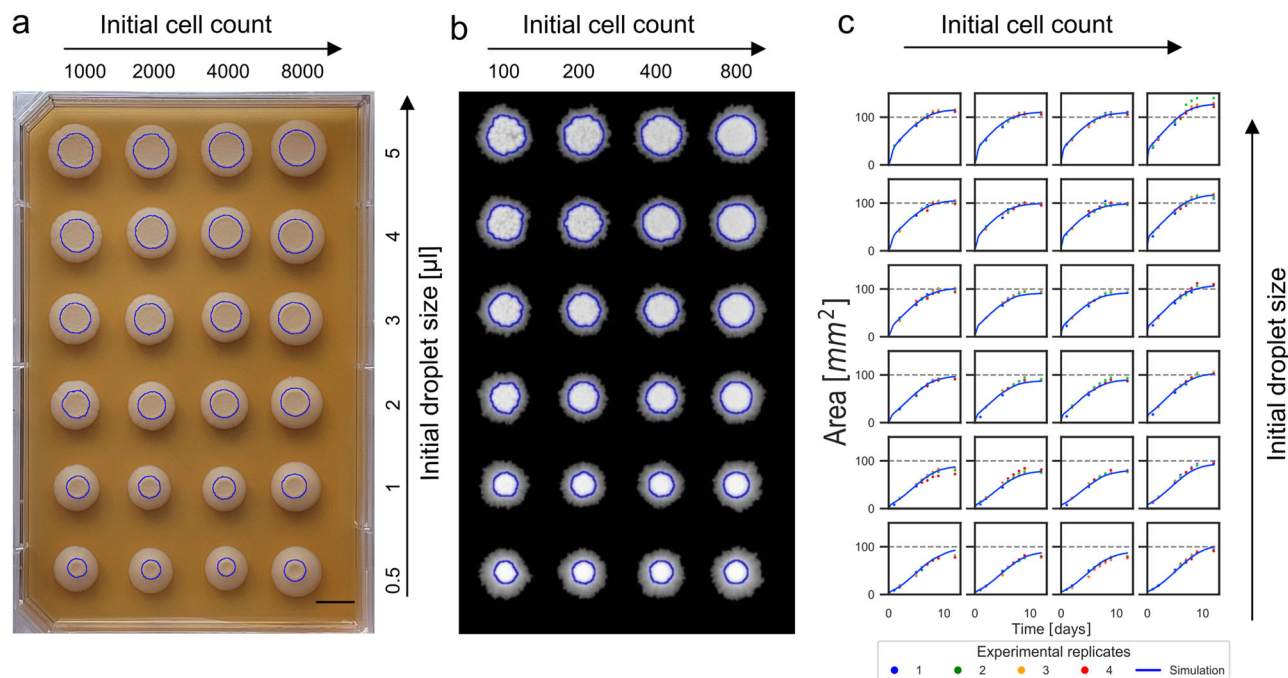 a
Initial cell count
1000 2000 4000 8000
5
4
3
2
1
0.5
Initial droplet size [µl]
b
Initial cell count
100 200 400 800
c
Initial cell count
100
0
100
0
100
0
100
0
100
0
100
0
0 10 0 10 0 10 0 10
Area [mm²]
Time [days]
Initial droplet size
Experimental replicates
1 2 3 4 Simulation